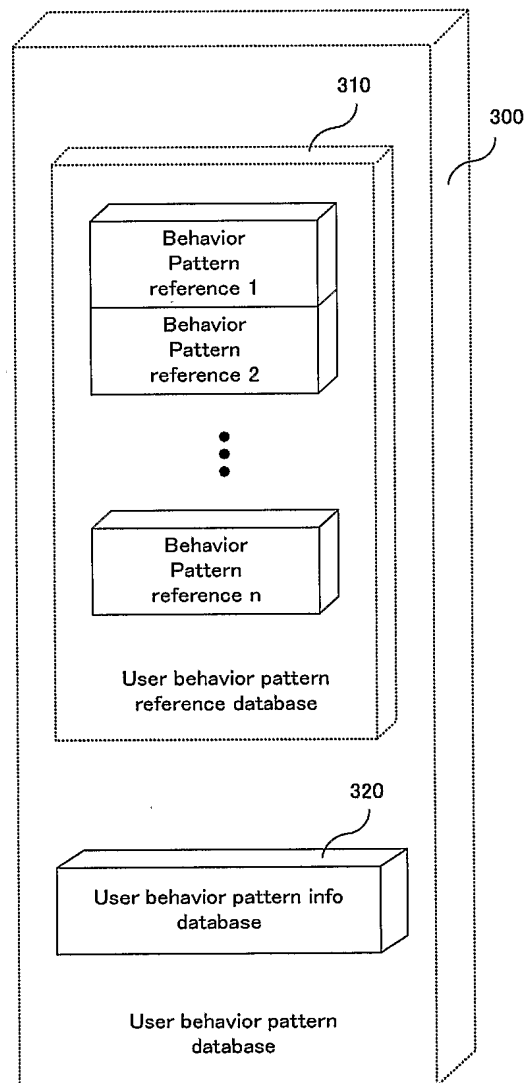 310
300
Behavior
Pattern
reference 1
Behavior
Pattern
reference 2
Behavior
Pattern
reference n
User behavior pattern
reference database
320
User behavior pattern info
database
User behavior pattern
database